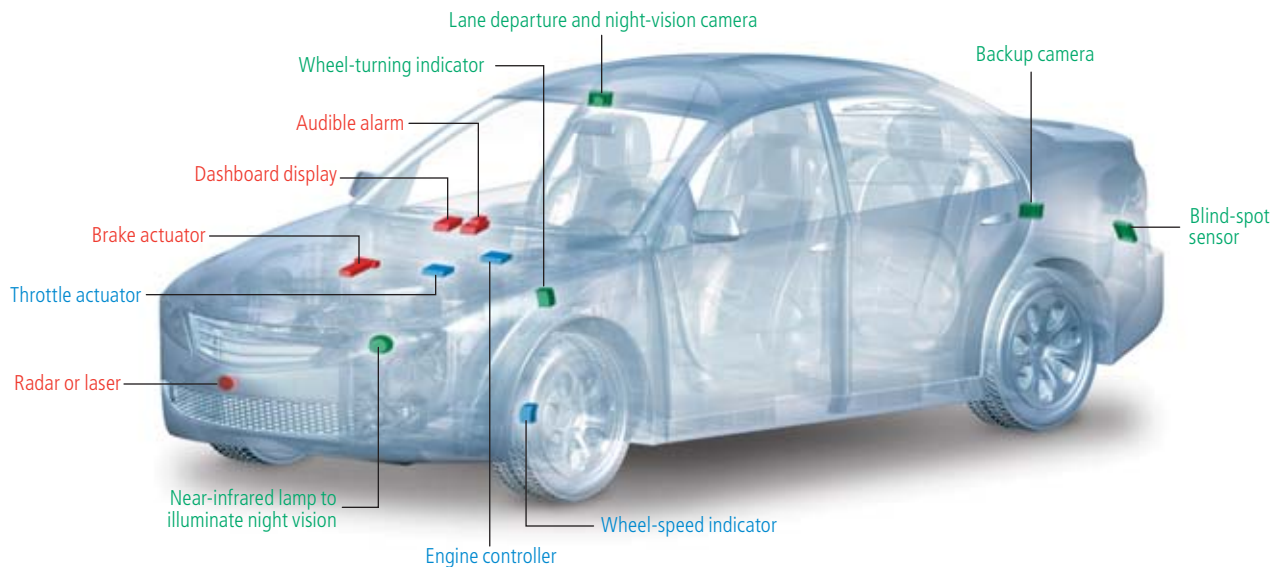 Lane departure and night-vision camera
Backup camera
Wheel-turning indicator
Audible alarm
Dashboard display
Brake actuator
Blind-spot
sensor
Throttle actuator
Radar or laser
Near-infrared lamp to
illuminate night vision
Wheel-speed indicator
Engine controller